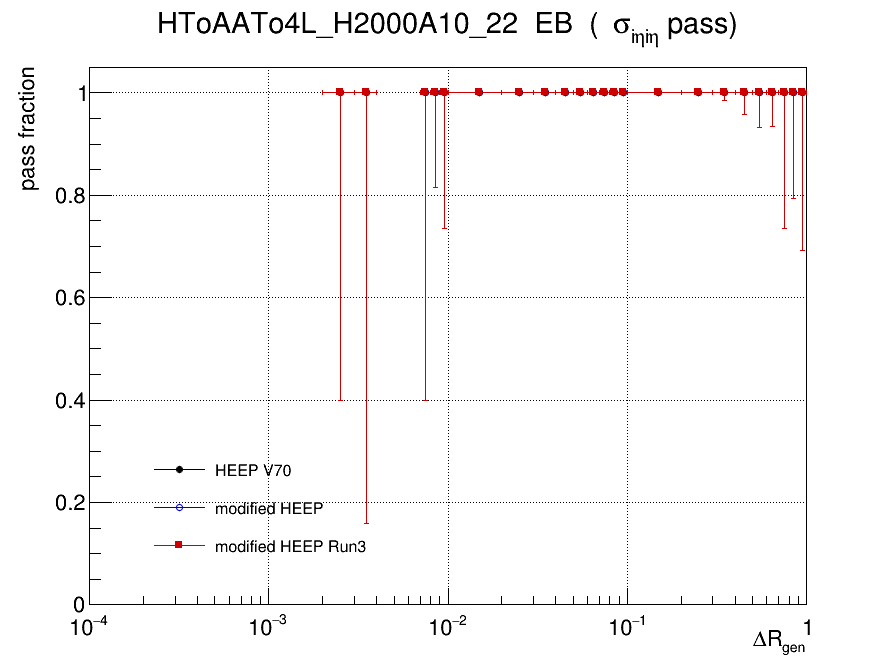 HToAATo4L_H2000A10_22 EB ( σiηiη pass)
pass fraction
1
0.8
0.6
0.4
0.2
0
HEEP V70
modified HEEP
modified HEEP Run3
10−4 10−3 10−2 10−1 1
ΔRgen